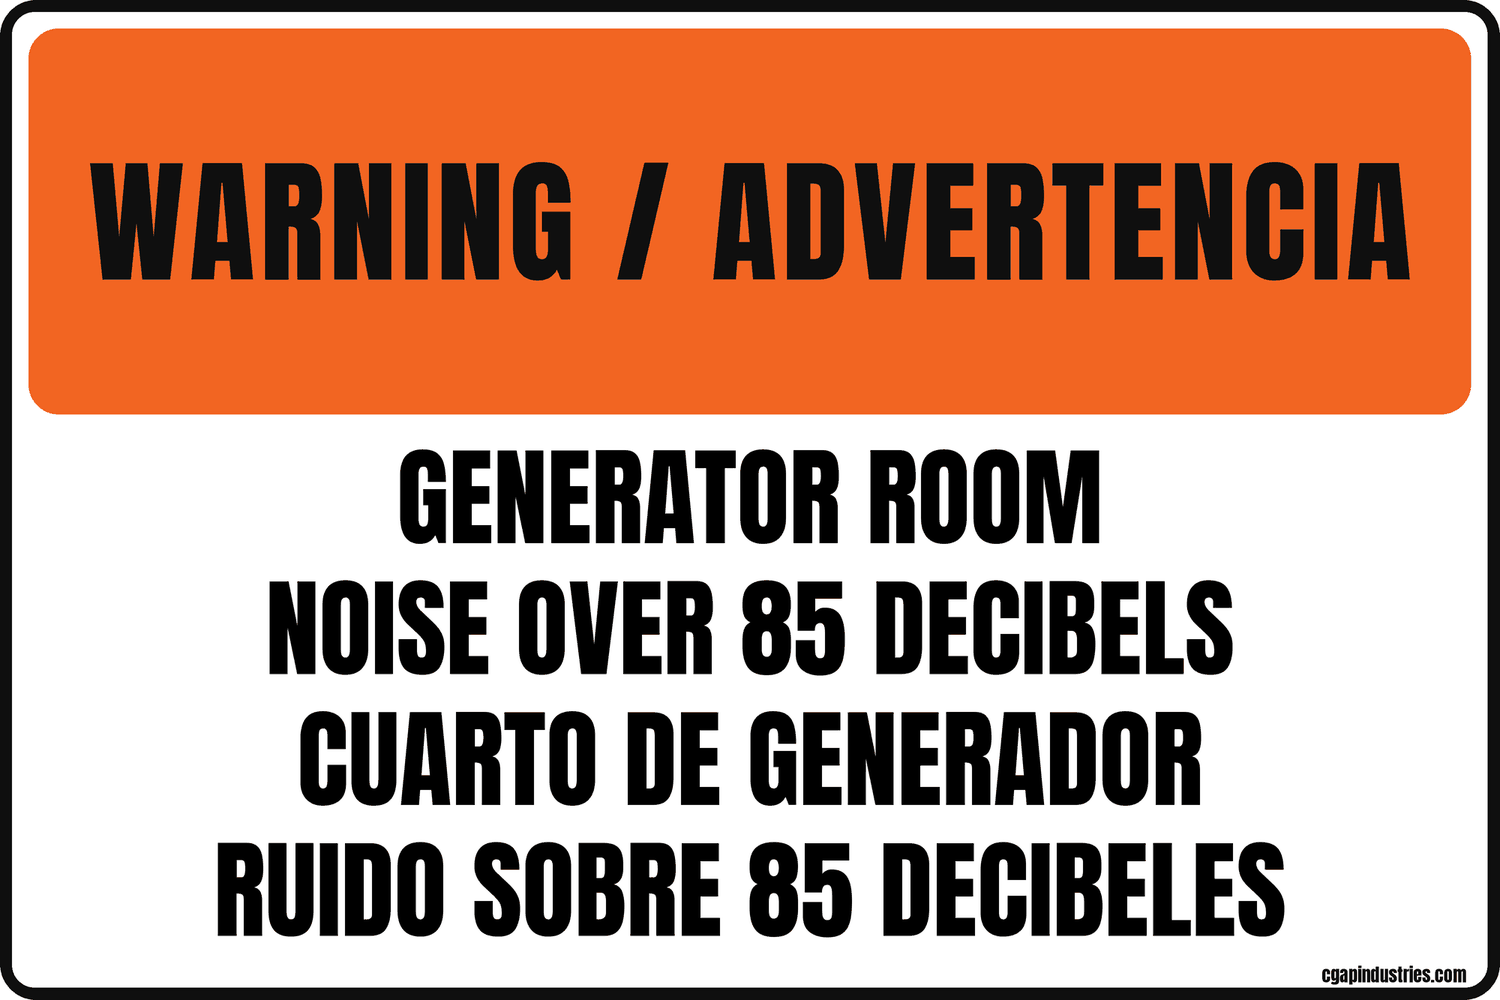 WARNING / ADVERTENCIA
GENERATOR ROOM
NOISE OVER 85 DECIBELS
CUARTO DE GENERADOR
RUIDO SOBRE 85 DECIBELES
cgapindustries.com